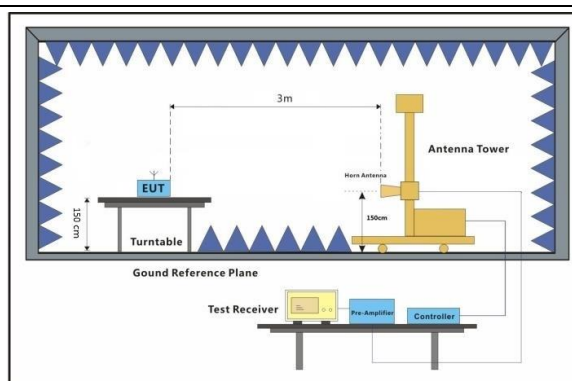 3m
Antenna Tower
Horn Antenna
EUT
150 cm
150cm
Turntable
Gound Reference Plane
Test Receiver
Pre-Amplifier
Controller